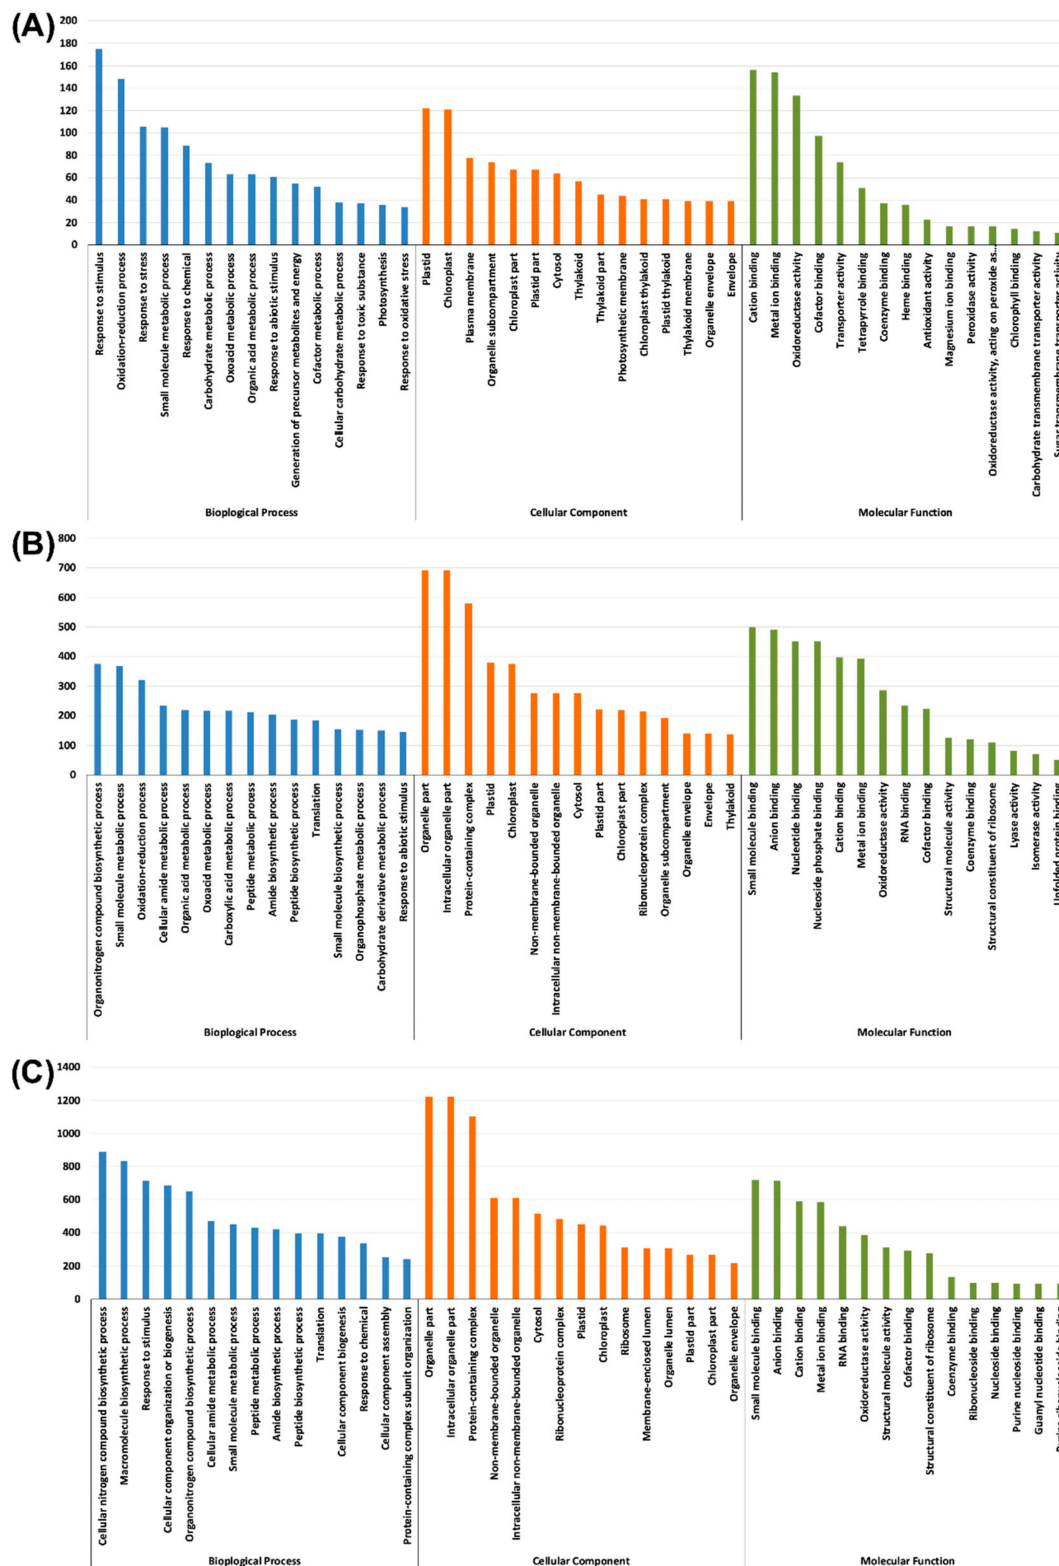 (A)
200
180
160
140
120
100
80
60
40
20
0
Response to stimulus
Oxidation-reduction process
Response to stress
Small molecule metabolic process
Response to chemical
Carbohydrate metabolic process
Oxoacid metabolic process
Organic acid metabolic process
Response to abiotic stimulus
Generation of precursor metabolites and energy
Cofactor metabolic process
Cellular carbohydrate metabolic process
Response to toxic substance
Photosynthesis
Response to oxidative stress
Plastid
Chloroplast
Plasma membrane
Organelle subcompartment
Chloroplast part
Plastid part
Cytosol
Thylakoid
Thylakoid part
Photosynthetic membrane
Chloroplast thylakoid
Plastid thylakoid
Thylakoid membrane
Organelle envelope
Envelope
Cation binding
Metal ion binding
Oxidoreductase activity
Cofactor binding
Transporter activity
Tetrapyrrole binding
Coenzyme binding
Heme binding
Antioxidant activity
Magnesium ion binding
Peroxidase activity
Oxidoreductase activity, acting on peroxide as...
Chlorophyll binding
Carbohydrate transmembrane transporter activity
Sugar transmembrane transporter activity
Bioplogical Process
Cellular Component
Molecular Function
(B)
800
700
600
500
400
300
200
100
0
Organonitrogen compound biosynthetic process
Small molecule metabolic process
Oxidation-reduction process
Cellular amide metabolic process
Organic acid metabolic process
Oxoacid metabolic process
Carboxylic acid metabolic process
Peptide metabolic process
Amide biosynthetic process
Peptide biosynthetic process
Translation
Small molecule biosynthetic process
Organophosphate metabolic process
Carbohydrate derivative metabolic process
Response to abiotic stimulus
Organelle part
Intracellular organelle part
Protein-containing complex
Plastid
Chloroplast
Non-membrane-bounded organelle
Intracellular non-membrane-bounded organelle
Cytosol
Plastid part
Chloroplast part
Ribonucleoprotein complex
Organelle subcompartment
Organelle envelope
Envelope
Thylakoid
Small molecule binding
Anion binding
Nucleotide binding
Nucleoside phosphate binding
Cation binding
Metal ion binding
Oxidoreductase activity
RNA binding
Cofactor binding
Structural molecule activity
Coenzyme binding
Structural constituent of ribosome
Lyase activity
Isomerase activity
Unfolded protein binding
Bioplogical Process
Cellular Component
Molecular Function
(C)
1400
1200
1000
800
600
400
200
0
Cellular nitrogen compound biosynthetic process
Macromolecule biosynthetic process
Response to stimulus
Cellular component organization or biogenesis
Organonitrogen compound biosynthetic process
Cellular amide metabolic process
Small molecule metabolic process
Peptide metabolic process
Amide biosynthetic process
Peptide biosynthetic process
Translation
Cellular component biogenesis
Response to chemical
Cellular component assembly
Protein-containing complex subunit organization
Organelle part
Intracellular organelle part
Protein-containing complex
Non-membrane-bounded organelle
Intracellular non-membrane-bounded organelle
Cytosol
Ribonucleoprotein complex
Plastid
Chloroplast
Ribosome
Membrane-enclosed lumen
Organelle lumen
Plastid part
Chloroplast part
Organelle envelope
Small molecule binding
Anion binding
Cation binding
Metal ion binding
RNA binding
Oxidoreductase activity
Structural molecule activity
Cofactor binding
Structural constituent of ribosome
Coenzyme binding
Ribonucleoside binding
Nucleoside binding
Purine nucleoside binding
Guanyl nucleotide binding
Bioplogical Process
Cellular Component
Molecular Function